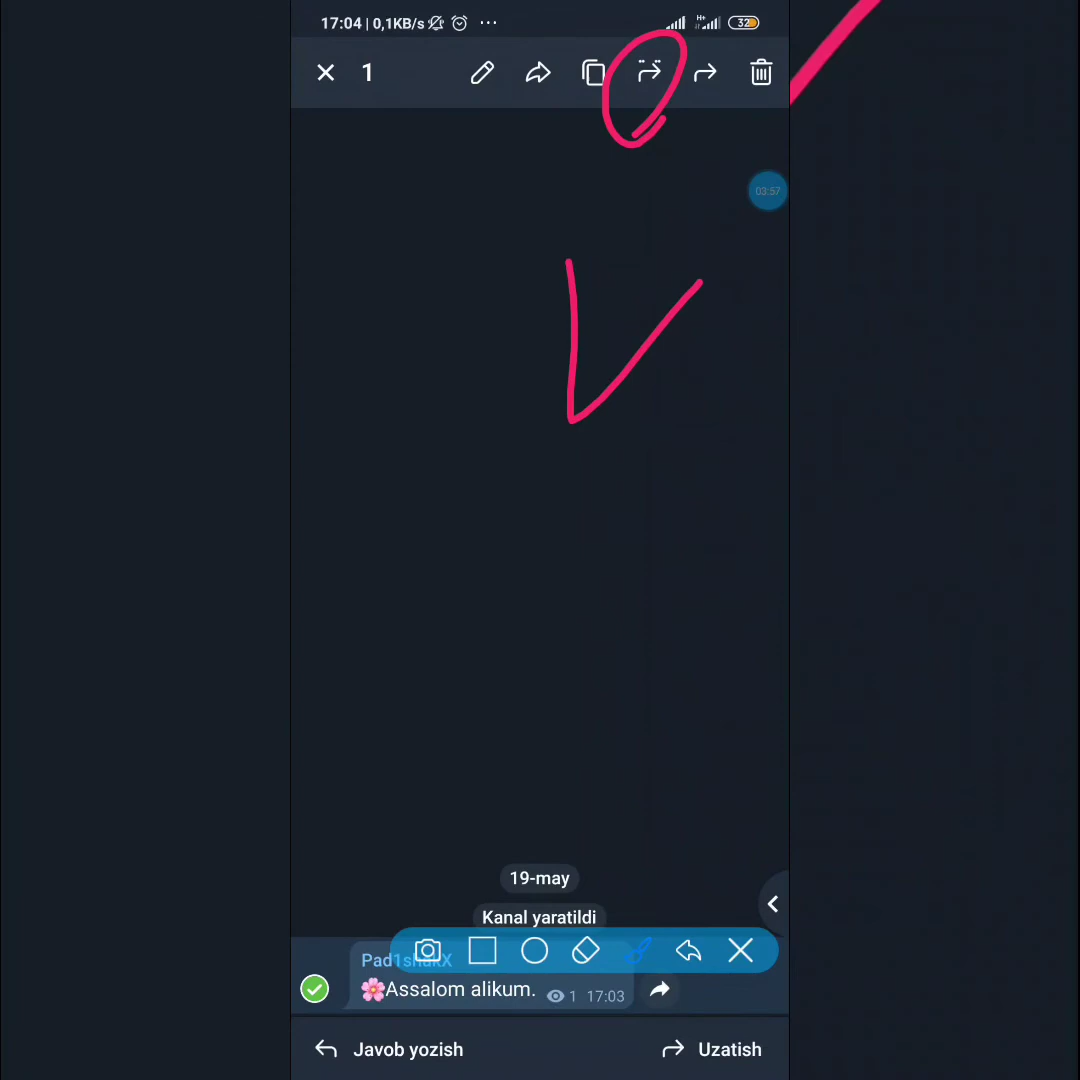 17:04 | 0,1KB/s ... H+ 32
1
03:57
19-may
Kanal yaratildi
Pad1shakX
🌸Assalom alikum. 1 17:03
Javob yozish Uzatish